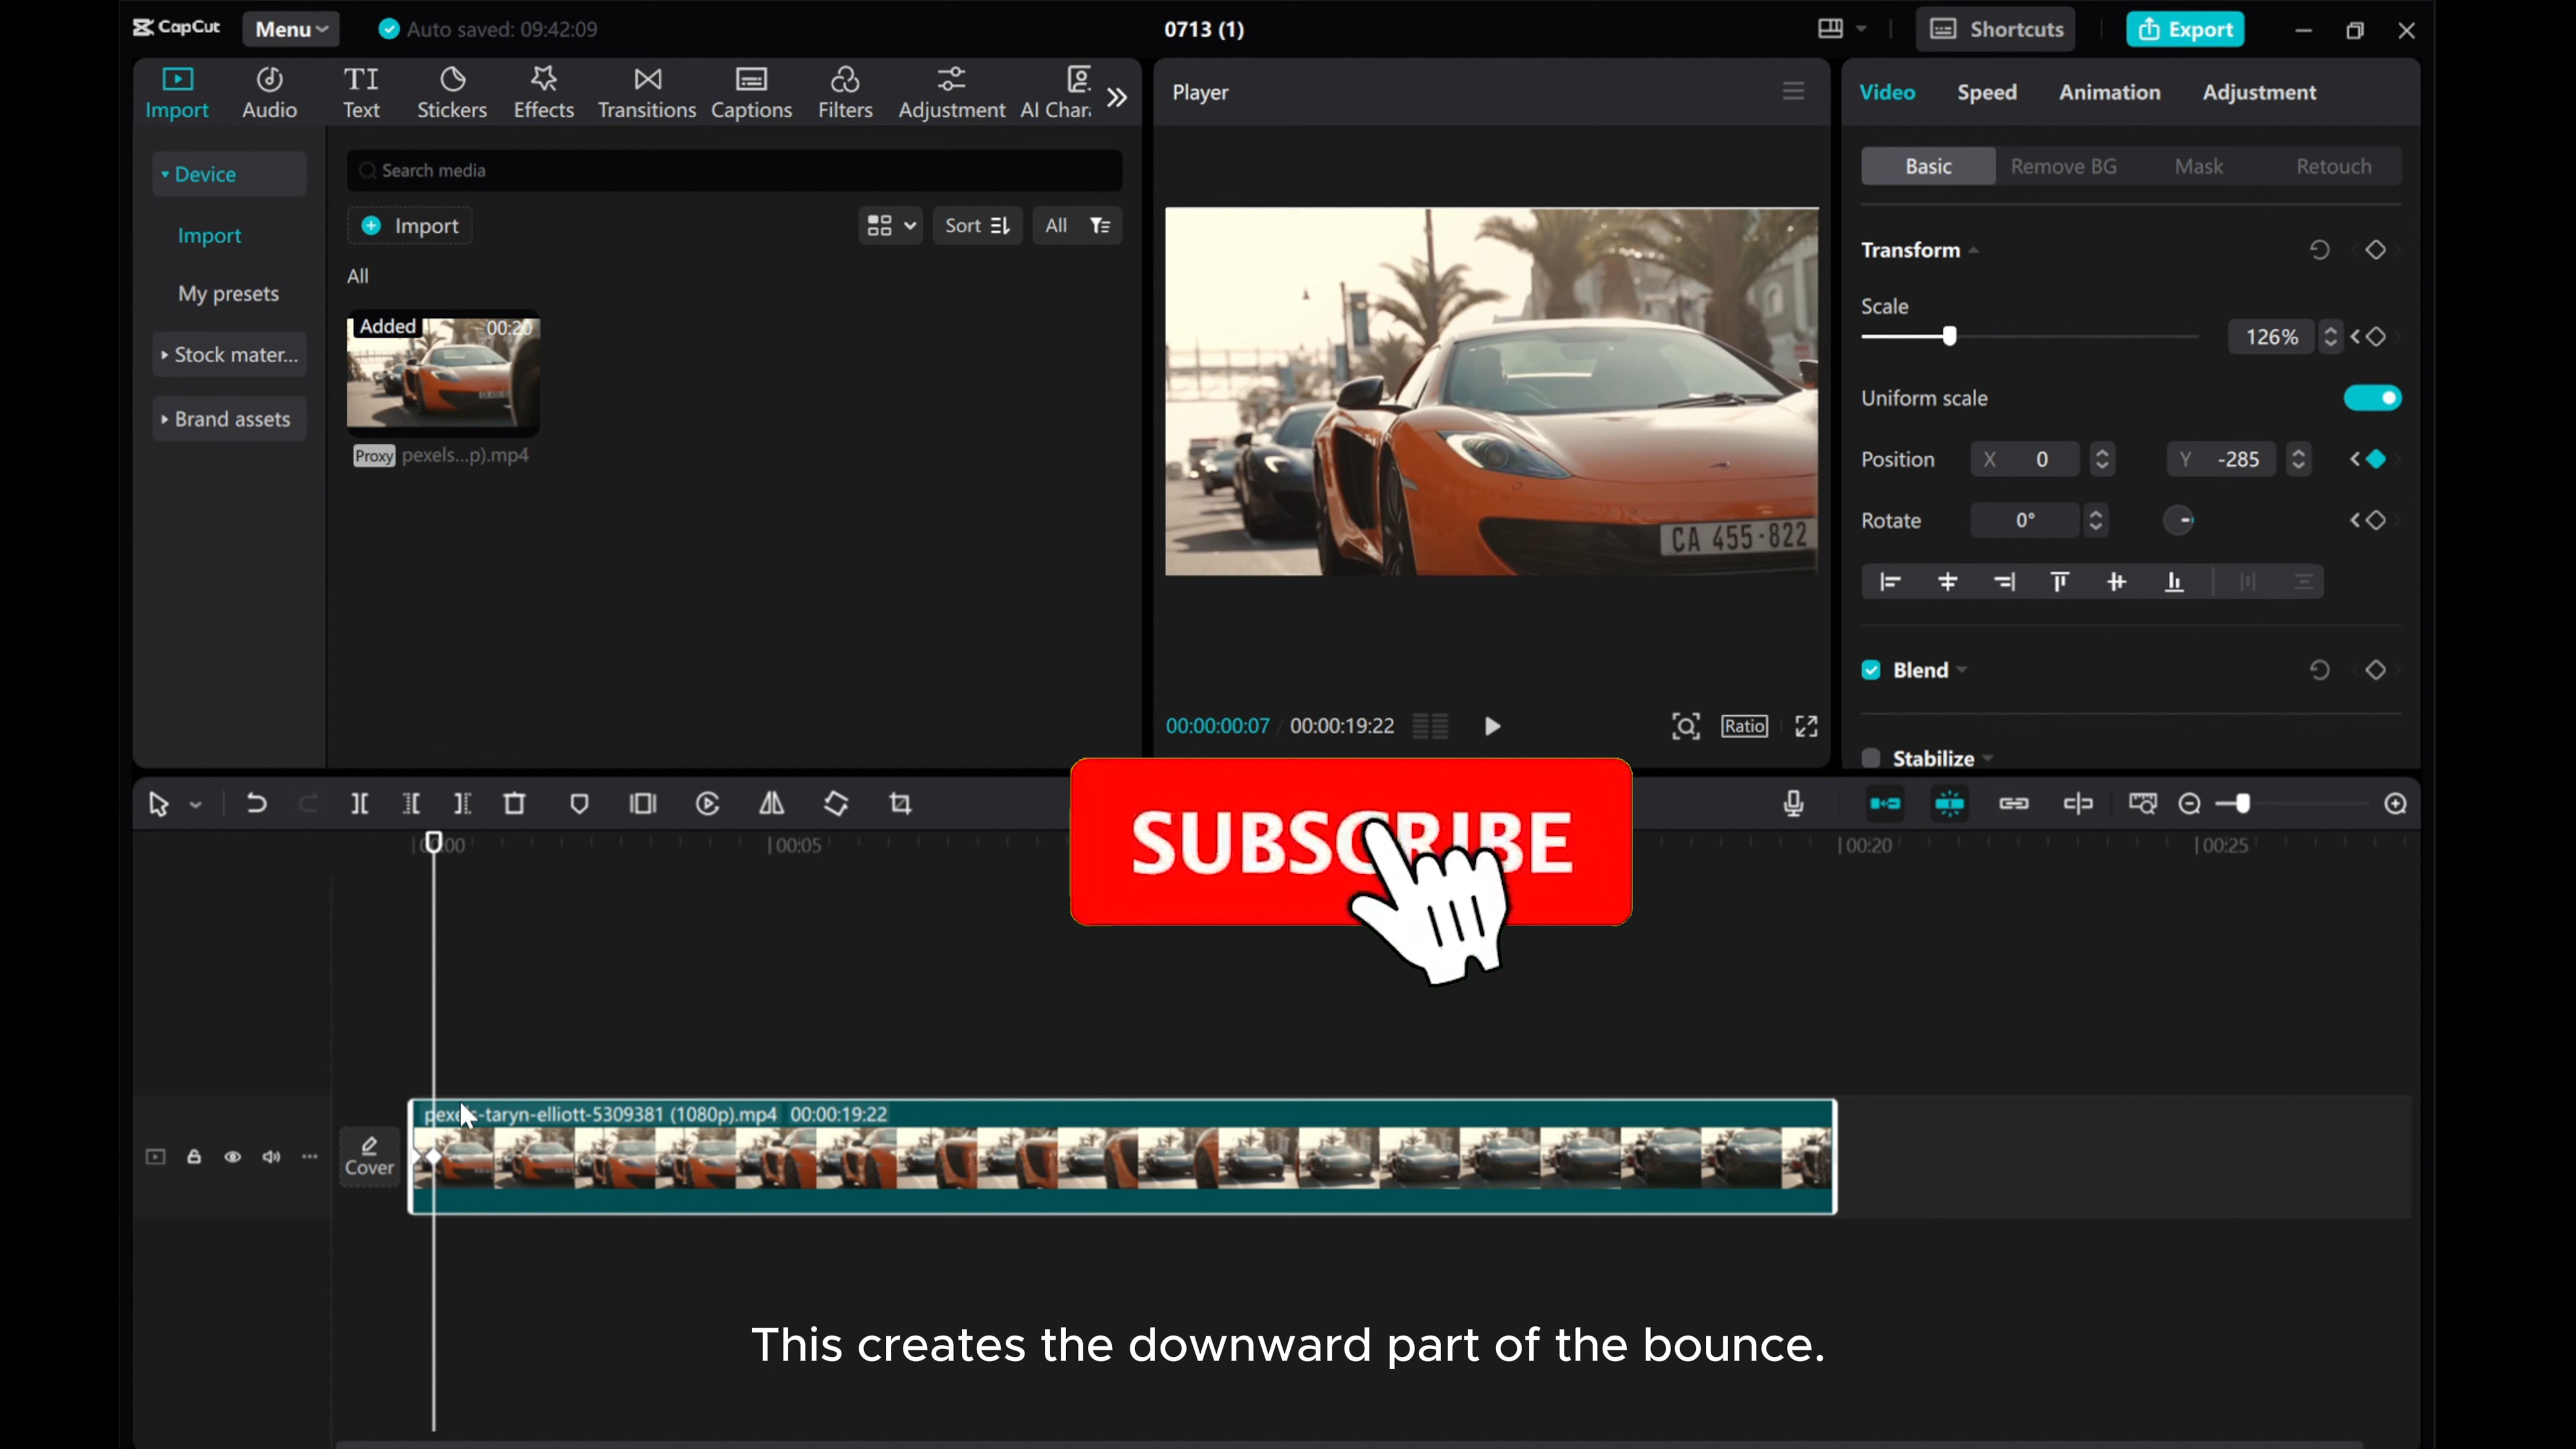 CapCut
Menu
Auto saved: 09:42:09
0713 (1)
Shortcuts
Export
Import
Audio
TI
Text
Stickers
Effects
Transitions
Captions
Filters
Adjustment
AI Char
Device
Import
My presets
Stock mater...
Brand assets
Search media
Import
Sort
All
All
Added
00:20
Proxy pexels...p).mp4
Player
CA 455-822
00:00:00:07 / 00:00:19:22
Ratio
Video
Speed
Animation
Adjustment
Basic
Remove BG
Mask
Retouch
Transform
Scale
126%
Uniform scale
Position
X 0
Y -285
Rotate
0°
Blend
Stabilize
SUBSCRIBE
00:05
00:20
00:25
Cover
pexels-taryn-elliott-5309381 (1080p).mp4 00:00:19:22
This creates the downward part of the bounce.